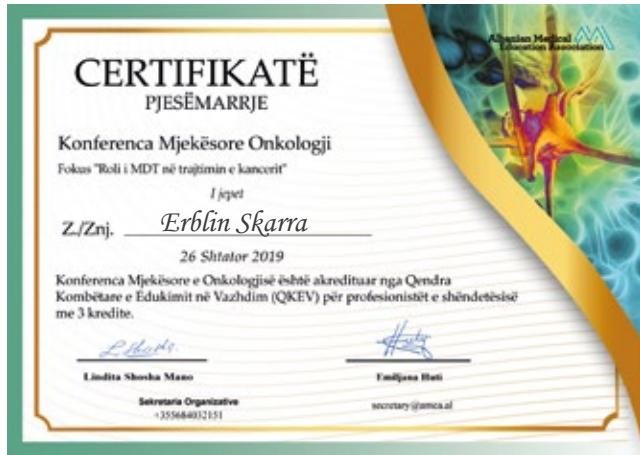 Albanian Medical
Education Association
CERTIFIKATË
PJESËMARRJE
Konferenca Mjekësore Onkologji
Fokus "Roli i MDT në trajtimin e kancerit"
I jepet
Z./Znj. Erblin Skarra
26 Shtator 2019
Konferenca Mjekësore e Onkologjisë është akredituar nga Qendra
Kombëtare e Edukimit në Vazhdim (QKEV) për profesionistët e shëndetësisë
me 3 kredite.
Lindita Shosha Mano
Emiljana Huti
Sekretaria Organizative
+355684032151
secretary@amea.al